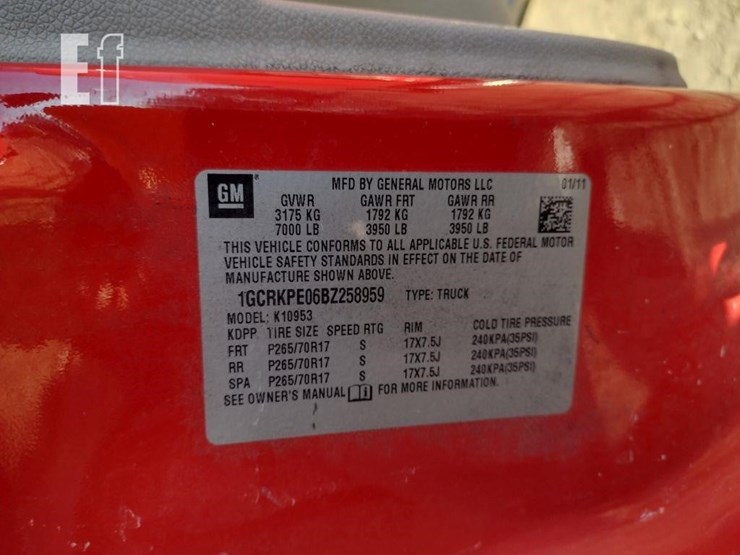 Ef
GM
MFD BY GENERAL MOTORS LLC 01/11
GVWR GAWR FRT GAWR RR
3175 KG 1792 KG 1792 KG
7000 LB 3950 LB 3950 LB
THIS VEHICLE CONFORMS TO ALL APPLICABLE U.S. FEDERAL MOTOR
VEHICLE SAFETY STANDARDS IN EFFECT ON THE DATE OF
MANUFACTURE SHOWN ABOVE.
1GCRKPE06BZ258959 TYPE: TRUCK
MODEL: K10953
KDPP TIRE SIZE SPEED RTG RIM COLD TIRE PRESSURE
FRT P265/70R17 S 17X7.5J 240KPA(35PSI)
RR P265/70R17 S 17X7.5J 240KPA(35PSI)
SPA P265/70R17 S 17X7.5J 240KPA(35PSI)
SEE OWNER'S MANUAL i FOR MORE INFORMATION.